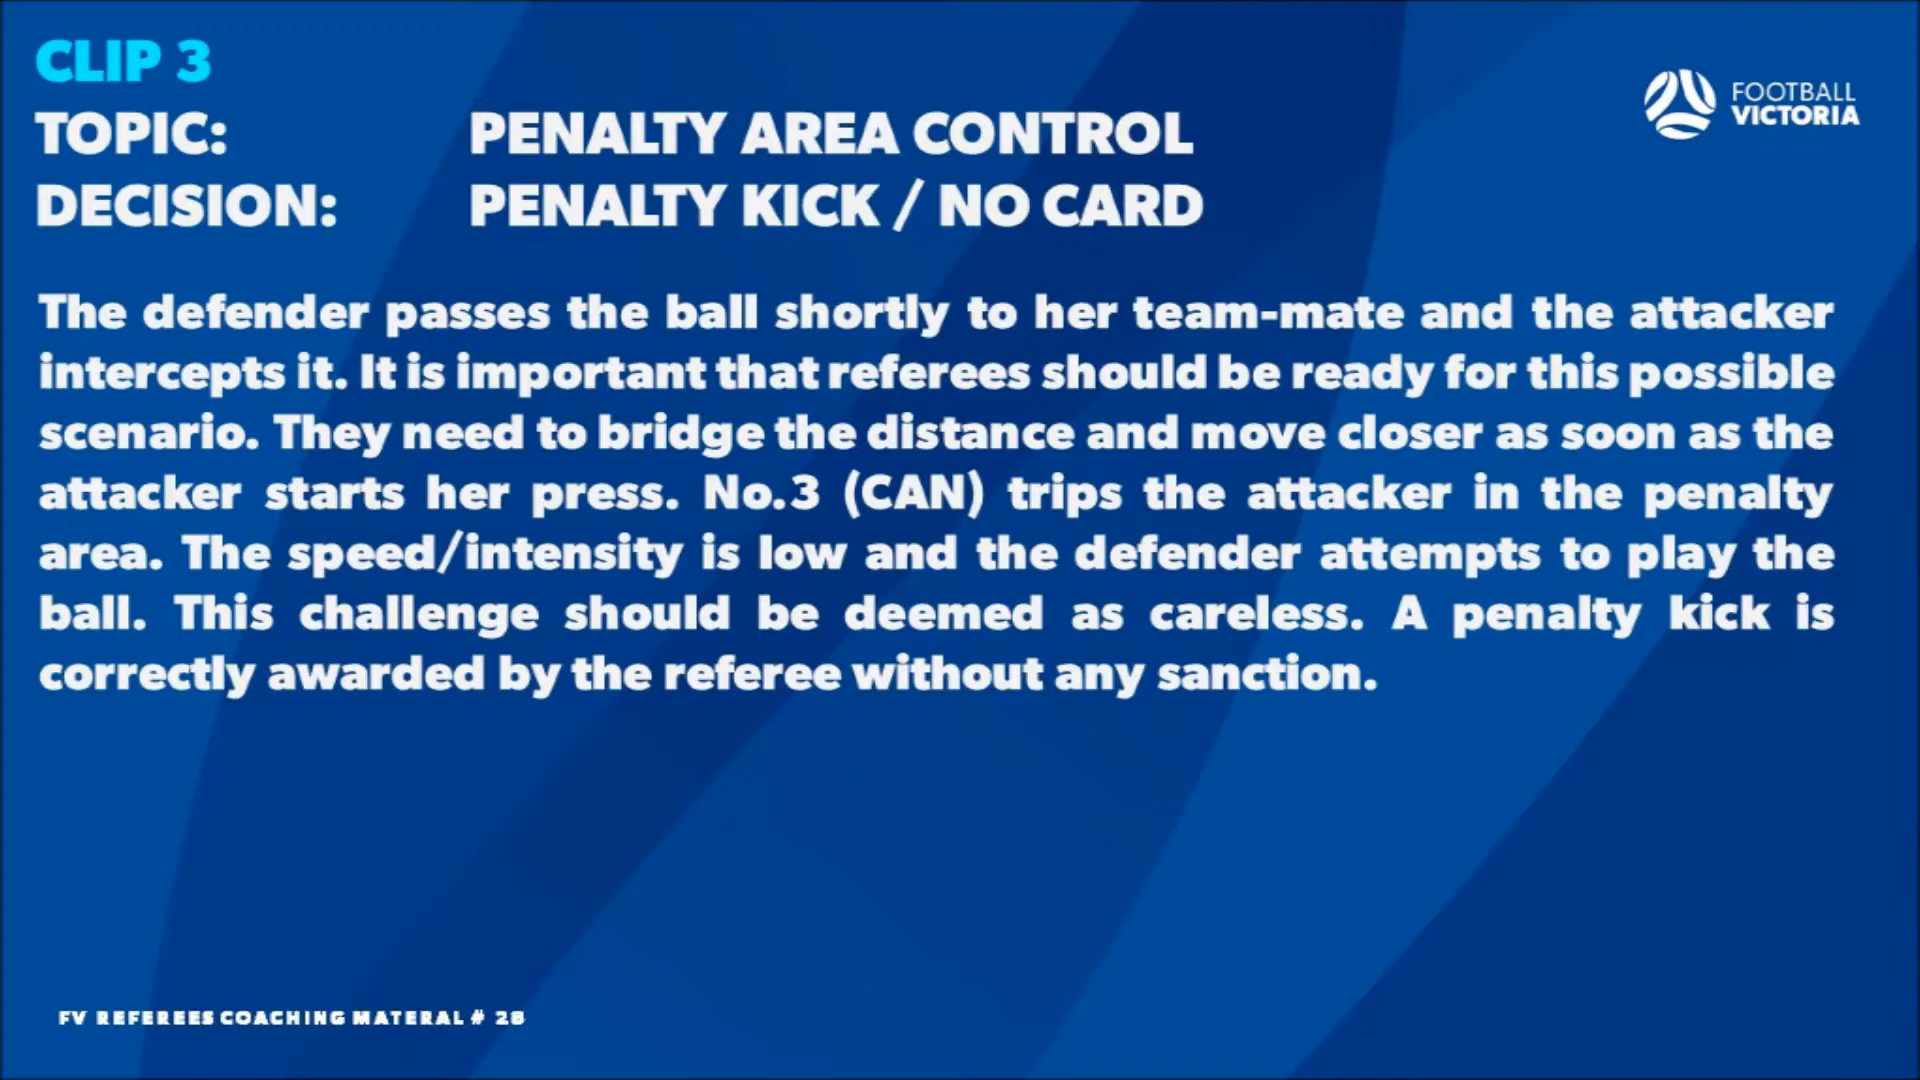 CLIP 3
FOOTBALL
VICTORIA
TOPIC: PENALTY AREA CONTROL
DECISION: PENALTY KICK / NO CARD
The defender passes the ball shortly to her team-mate and the attacker
intercepts it. It is important that referees should be ready for this possible
scenario. They need to bridge the distance and move closer as soon as the
attacker starts her press. No.3 (CAN) trips the attacker in the penalty
area. The speed/intensity is low and the defender attempts to play the
ball. This challenge should be deemed as careless. A penalty kick is
correctly awarded by the referee without any sanction.
FV REFEREES COACHING MATERAL # 28